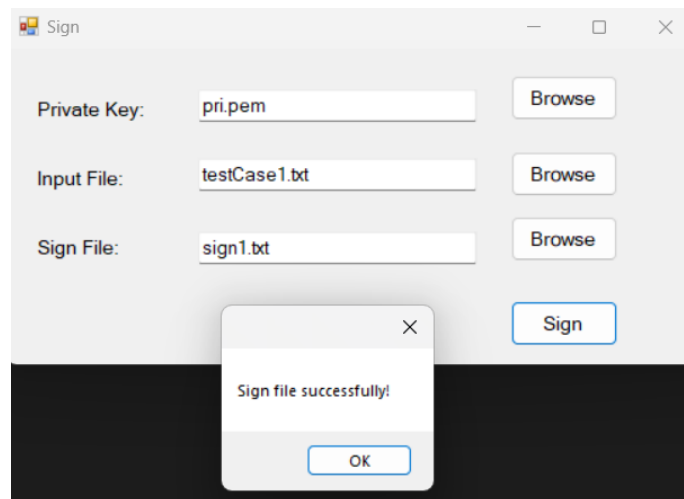 Sign
Private Key: pri.pem Browse
Input File: testCase1.txt Browse
Sign File: sign1.txt Browse
Sign
Sign file successfully!
OK